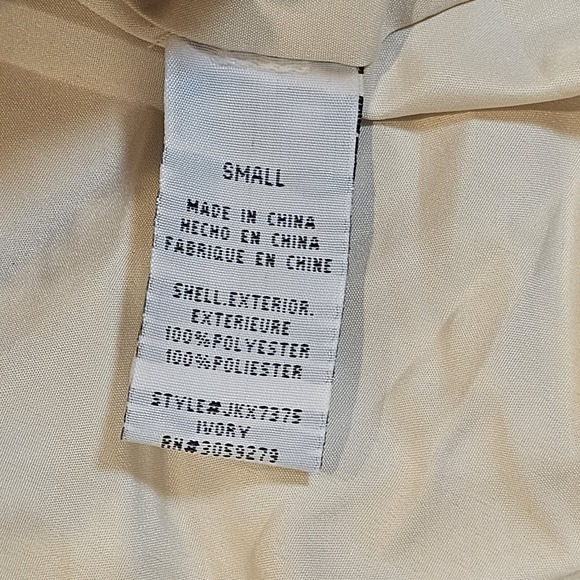 SMALL
MADE IN CHINA
HECHO EN CHINA
FABRIQUE EN CHINE
SHELL.EXTERIOR.
EXTERIEURE
100%POLYESTER
100%POLIESTER
STYLE#JKX7375
IVORY
RN#3059279